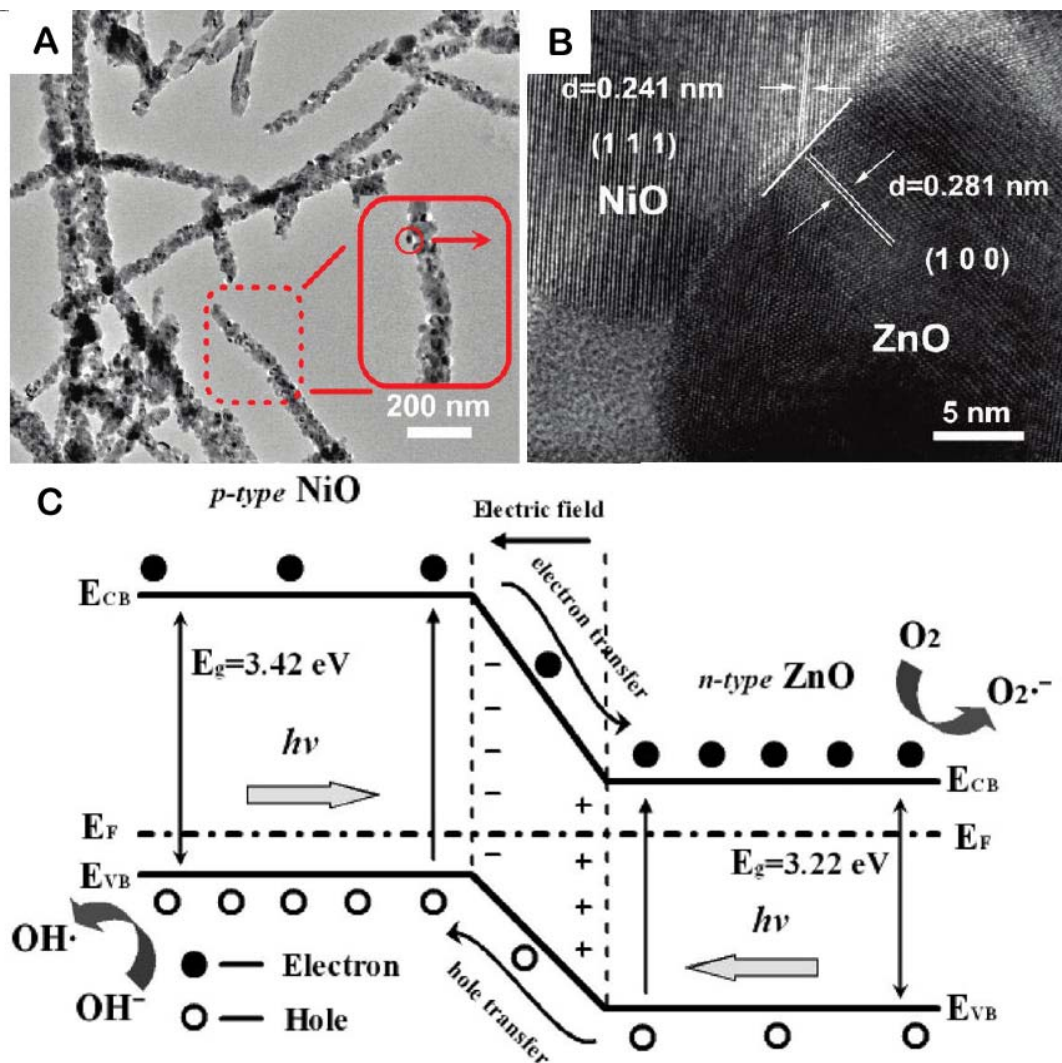 A
200 nm
B
d=0.241 nm
(1 1 1)
NiO
d=0.281 nm
(1 0 0)
ZnO
5 nm
C
p-type NiO
Electric field
electron transfer
ECB
Eg=3.42 eV
hν
n-type ZnO
O2
O2·−
ECB
EF
EF
EVB
Eg=3.22 eV
hν
OH·
OH−
Electron
Hole
hole transfer
EVB
− − − − −
+ + + + +